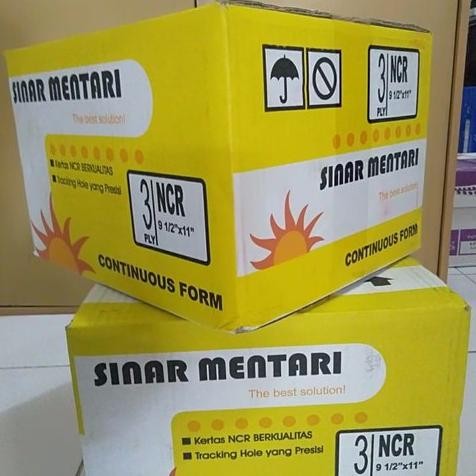 SINAR MENTARI
The best solution!
Kertas NCR BERKUALITAS
Tracking Hole yang Presisi
3 NCR
PLY 9 1/2"x11"
CONTINUOUS FORM
3 NCR
PLY 9 1/2"x11"
SINAR MENTARI
The best solution!
CONTINUOUS FORM
SINAR MENTARI
The best solution!
Kertas NCR BERKUALITAS
Tracking Hole yang Presisi
3 NCR
9 1/2"x11"